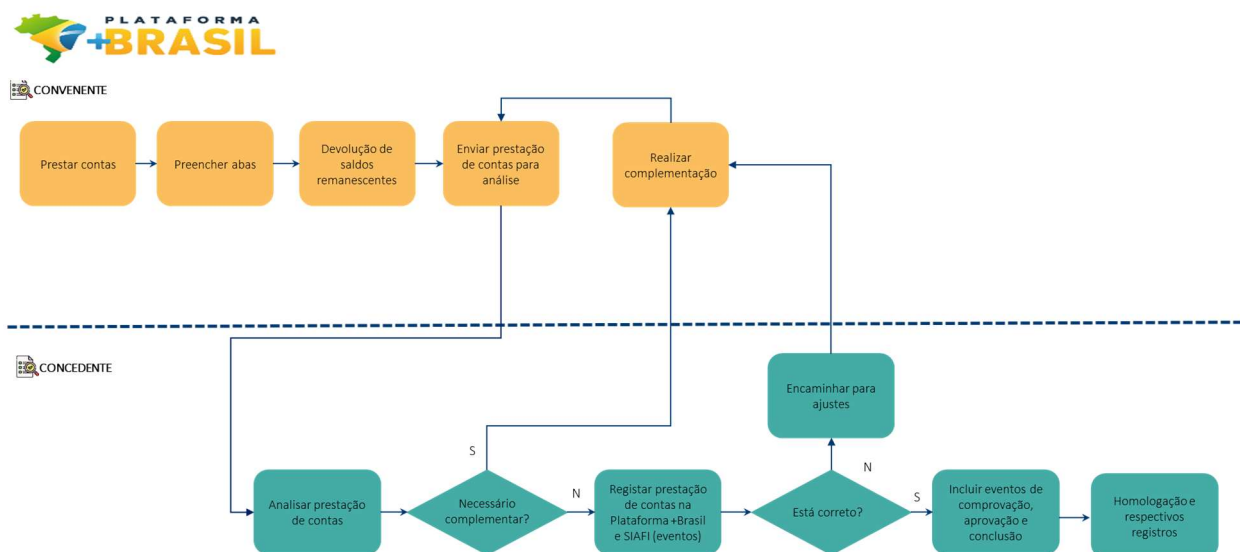 PLATAFORMA
+BRASIL
CONVENENTE
Prestar contas
Preencher abas
Devolução de
saldos
remanescentes
Enviar prestação
de contas para
análise
Realizar
complementação
CONCEDENTE
Encaminhar para
ajustes
S
N
Analisar prestação
de contas
Necessário
complementar?
N
Registar prestação
de contas na
Plataforma +Brasil
e SIAFI (eventos)
Está correto?
S
Incluir eventos de
comprovação,
aprovação e
conclusão
Homologação e
respectivos
registros